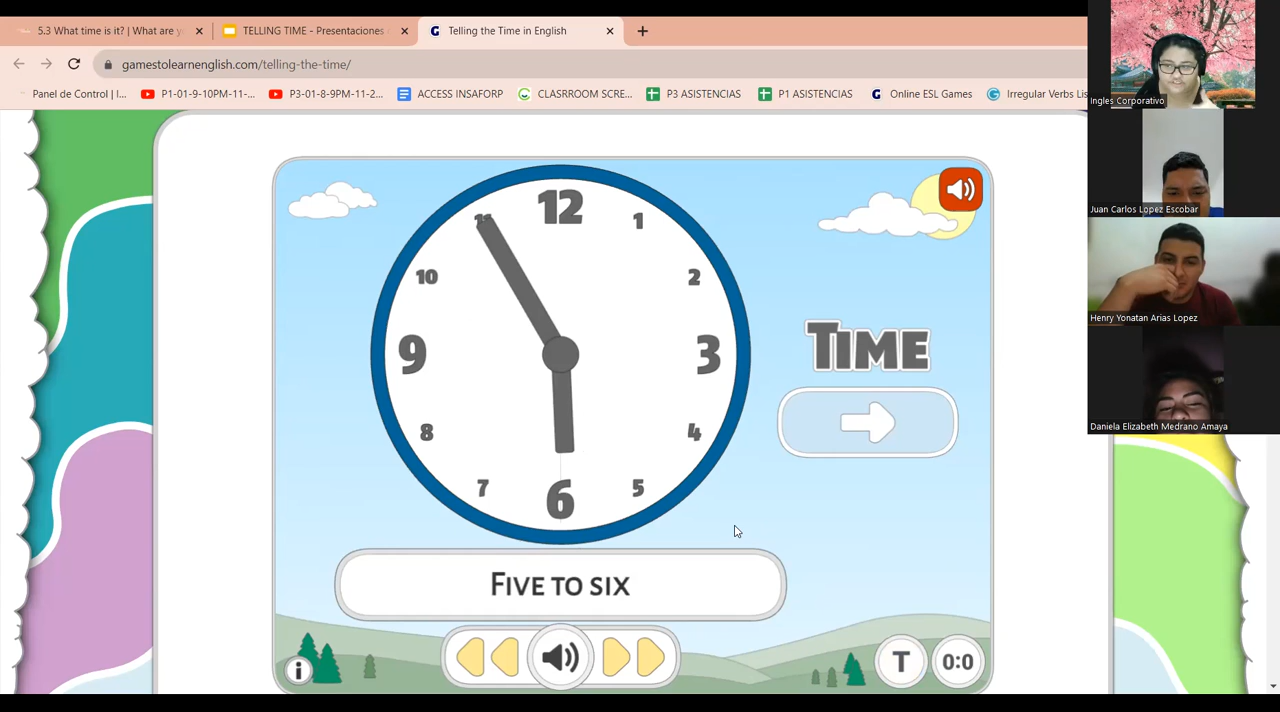 5.3 What time is it? | What are y
TELLING TIME - Presentaciones
Telling the Time in English
gamestolearnenglish.com/telling-the-time/
Panel de Control | I...
P1-01-9-10PM-11-...
P3-01-8-9PM-11-2...
ACCESS INSCORP
CLASRROOM SCRE...
P3 ASISTENCIAS
P1 ASISTENCIAS
Online ESL Games
Irregular Verbs Lis
Ingles Corporativo
Juan Carlos Lopez Escobar
Henry Yonatan Arias Lopez
Daniela Elizabeth Medrano Amaya
12
1
2
3
4
5
6
7
8
9
10
11
TIME
FIVE TO SIX
i
T
0:0